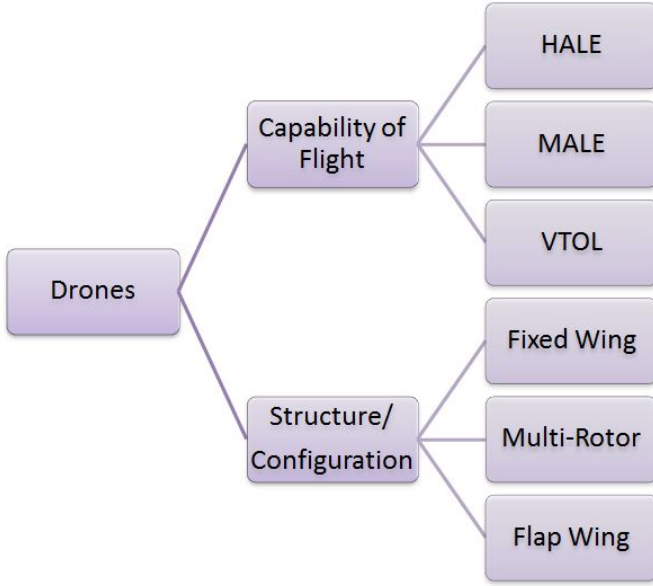 HALE
Capability of
Flight
MALE
VTOL
Drones
Fixed Wing
Structure/
Configuration
Multi-Rotor
Flap Wing